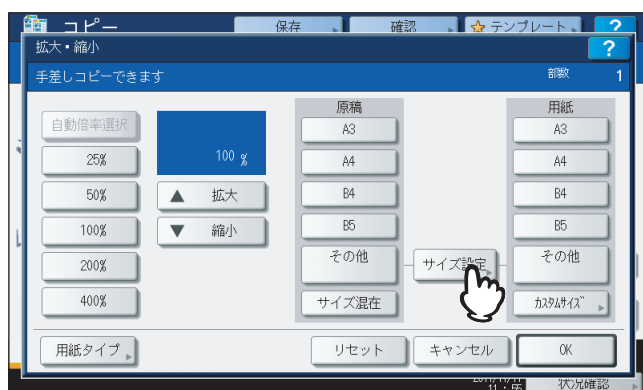 コピー 保存 確認 テンプレート ?
拡大・縮小 ?
手差しコピーできます 部数 1
原稿 用紙
自動倍率選択 A3 A3
25% 100 % A4 A4
50% ▲ 拡大 B4 B4
100% ▼ 縮小 B5 B5
200% その他 サイズ設定 その他
400% サイズ混在 カスタムサイズ
用紙タイプ リセット キャンセル OK
状況確認